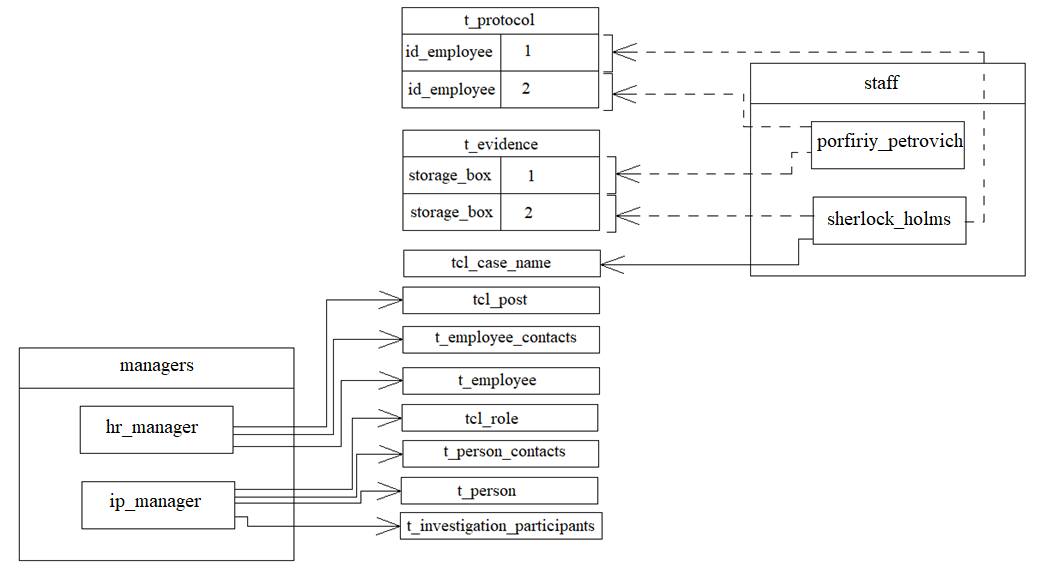 t_protocol
id_employee 1
id_employee 2
staff
porfiriy_petrovich
t_evidence
storage_box 1
storage_box 2
sherlock_holms
tcl_case_name
tcl_post
t_employee_contacts
managers
t_employee
hr_manager
tcl_role
t_person_contacts
t_person
ip_manager
t_investigation_participants